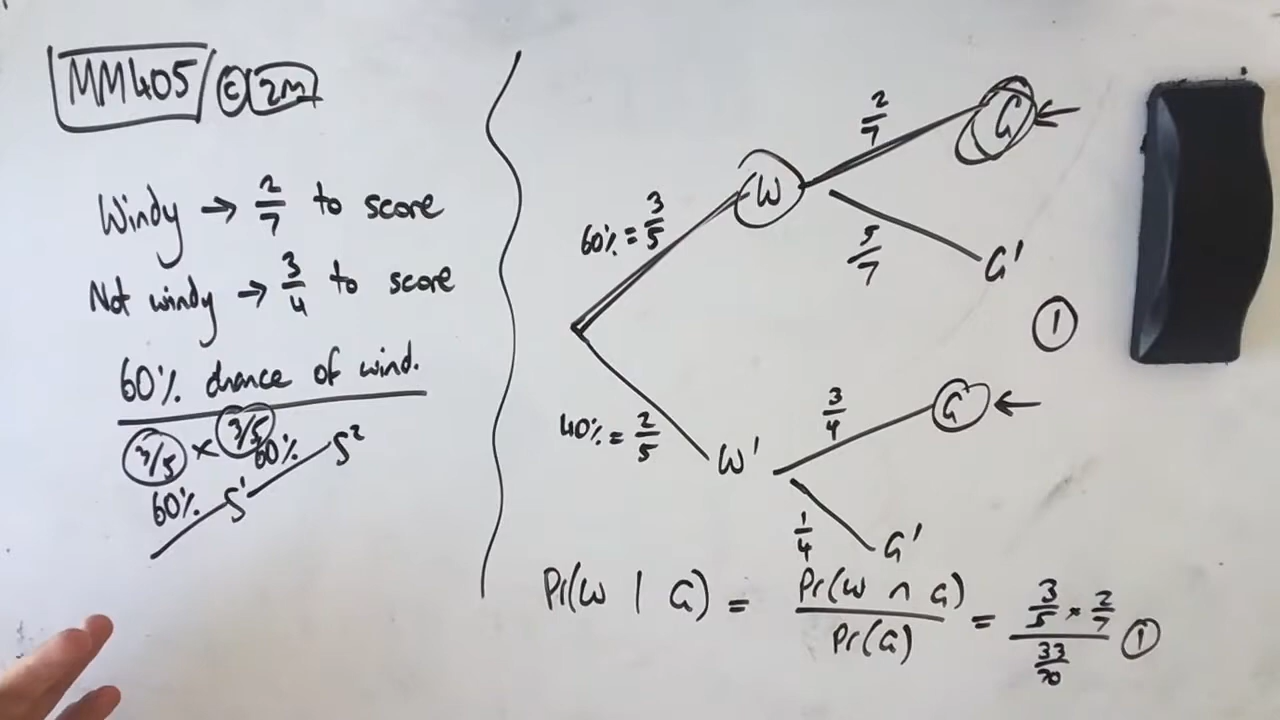 MM405 c 2m
Windy → 2/7 to score
Not windy → 3/4 to score
60% chance of wind.
3/5 × 3/5
60% S²
60% S'
2/7
G
W
60% = 3/5
5/7
G'
1
3/4
G
40% = 2/5
W'
1/4
G'
Pr(W | G) = Pr(W ∩ G) / Pr(G) = 3/5 × 2/7 / 33/70 1